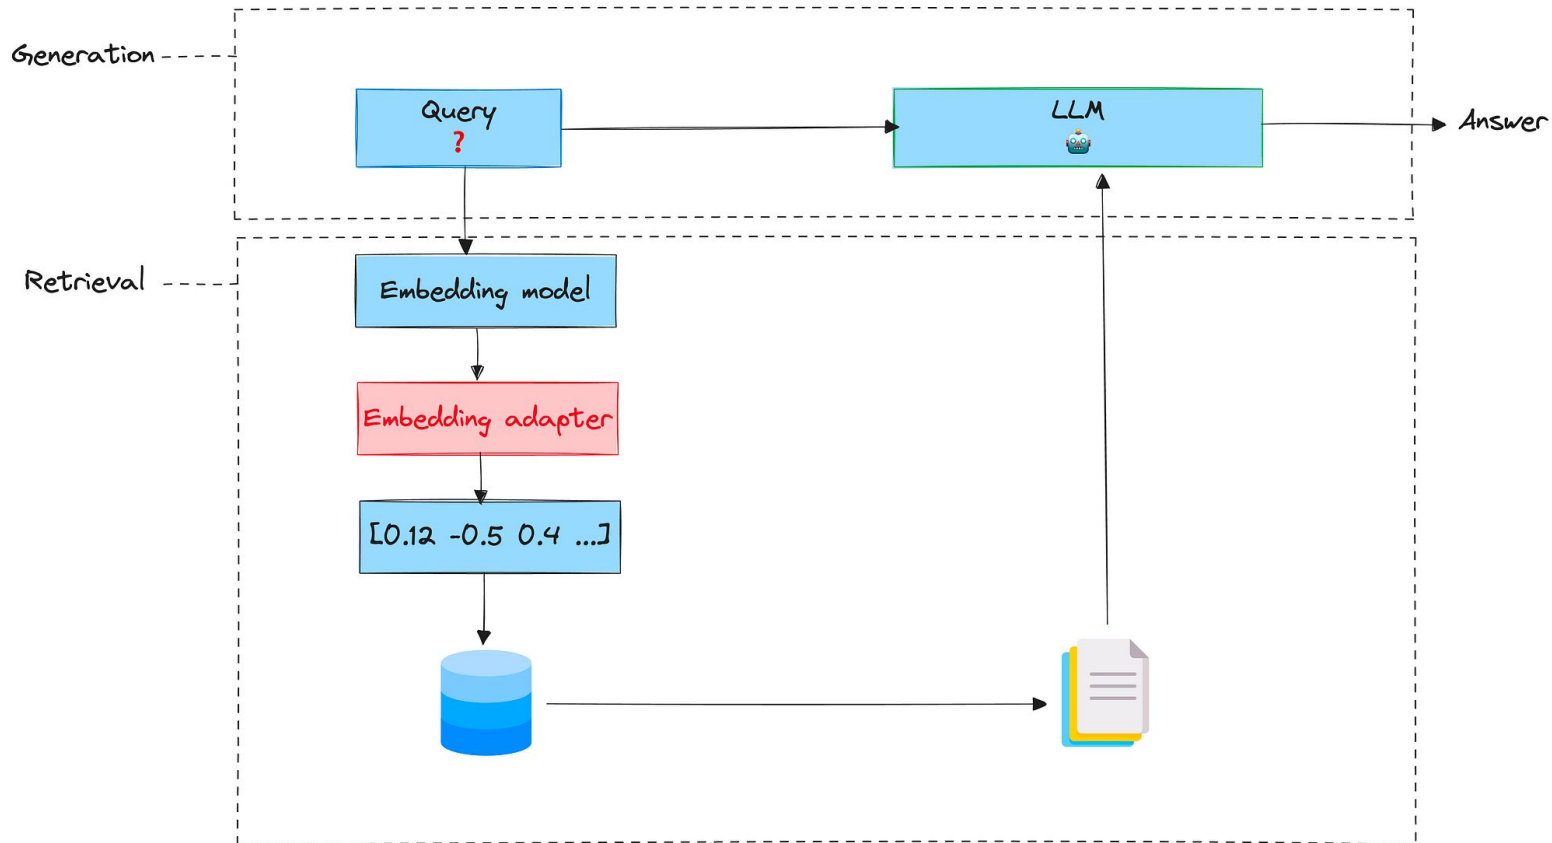 Generation
Query
?
LLM
Answer
Retrieval
Embedding model
Embedding adapter
[0.12 -0.5 0.4 ...]